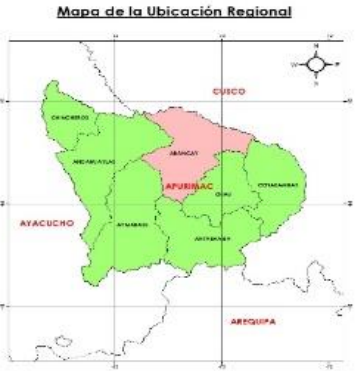 Mapa de la Ubicación Regional
N
W
S
CUSCO
CHINCHEROS
ANDAHUAYLAS
ABANCAY
APURIMAC
GRAU
COTABAMBAS
AYACUCHO
AYMARAES
ANTABAMBA
AREQUIPA